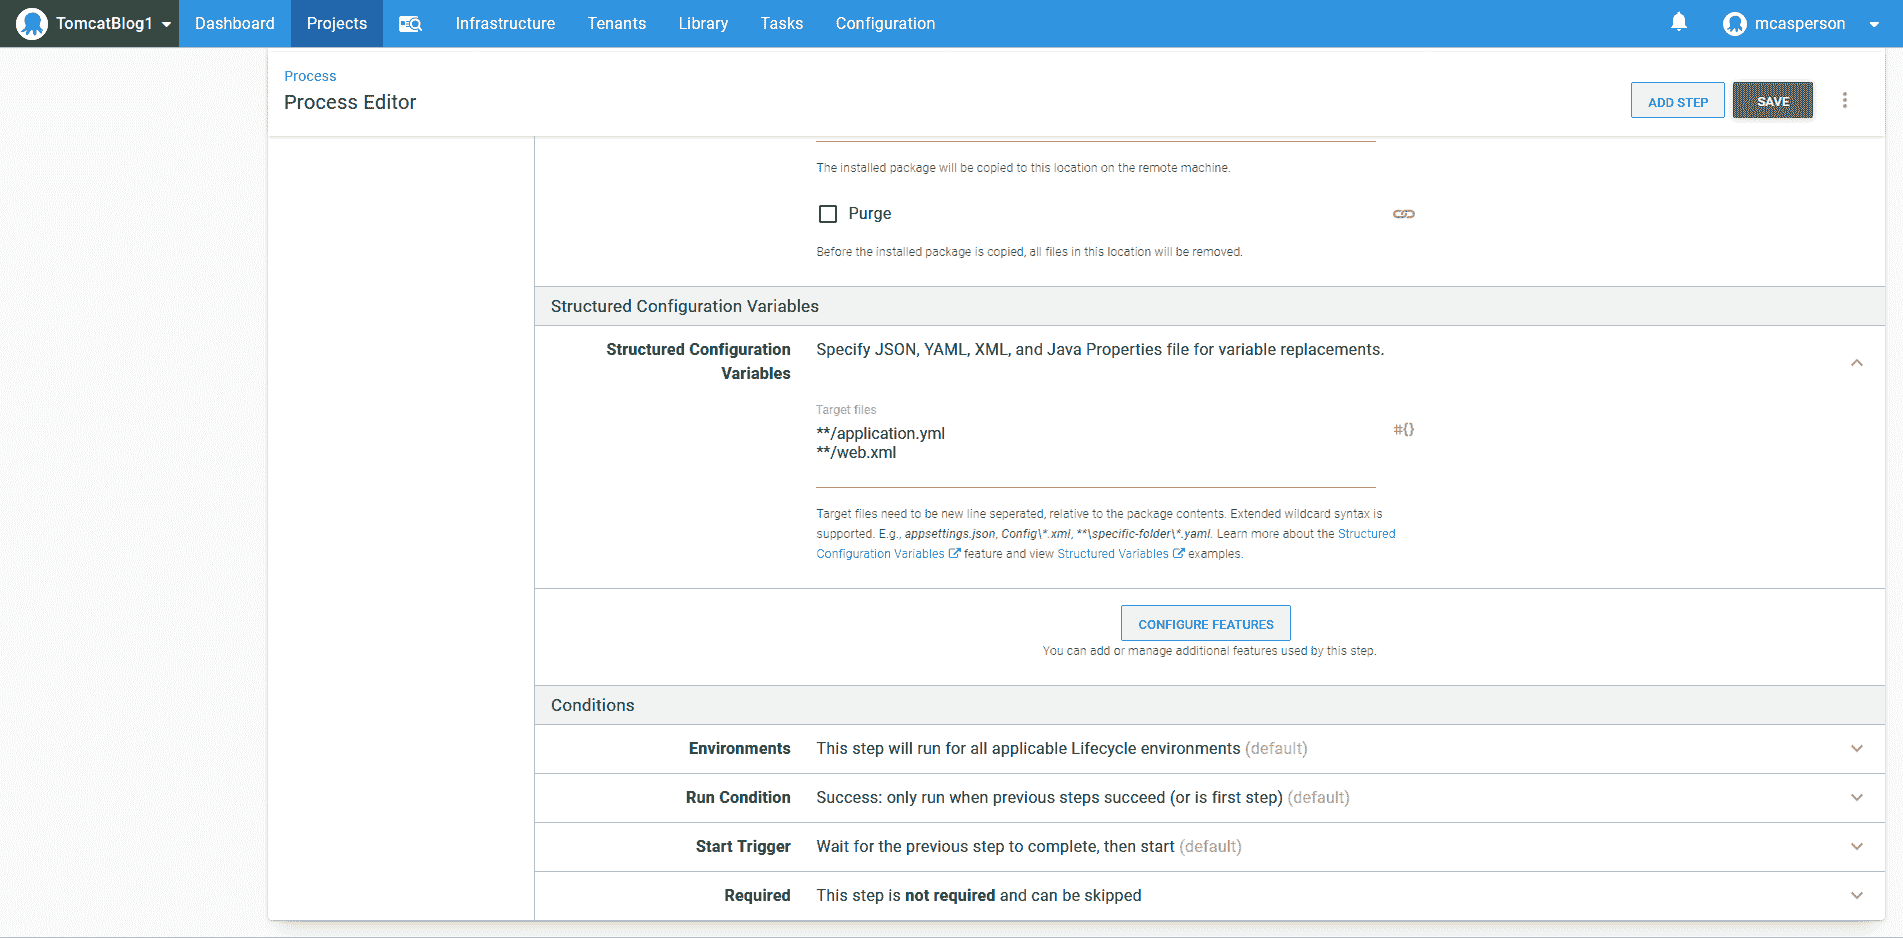 TomcatBlog1 Dashboard Projects Infrastructure Tenants Library Tasks Configuration mcasperson
Process
Process Editor
ADD STEP SAVE
The installed package will be copied to this location on the remote machine.
Purge
Before the installed package is copied, all files in this location will be removed.
Structured Configuration Variables
Structured Configuration Variables
Specify JSON, YAML, XML, and Java Properties file for variable replacements.
Target files
**/application.yml
#{}
**/web.xml
Target files need to be new line seperated, relative to the package contents. Extended wildcard syntax is
supported. E.g., appsettings.json, Config\*.xml, **\specific-folder\*.yaml. Learn more about the Structured
Configuration Variables feature and view Structured Variables examples.
CONFIGURE FEATURES
You can add or manage additional features used by this step.
Conditions
Environments This step will run for all applicable Lifecycle environments (default)
Run Condition Success: only run when previous steps succeed (or is first step) (default)
Start Trigger Wait for the previous step to complete, then start (default)
Required This step is not required and can be skipped